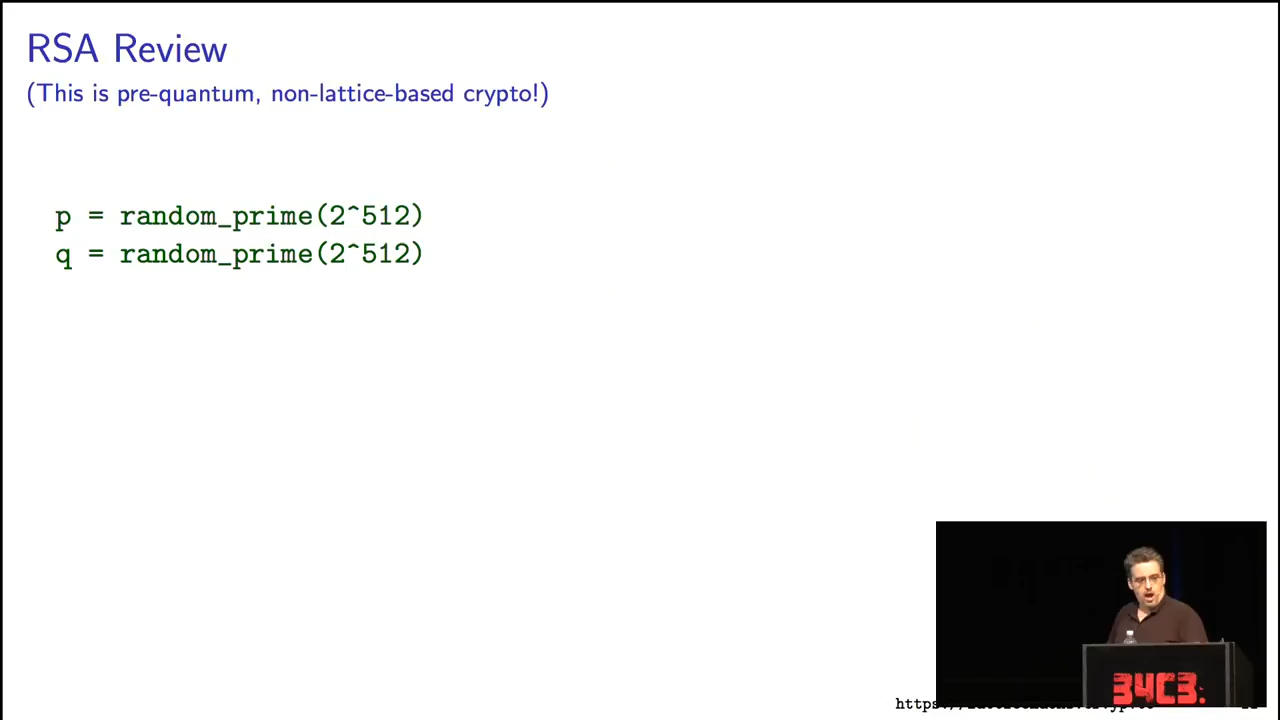 RSA Review
(This is pre-quantum, non-lattice-based crypto!)
p = random_prime(2^512)
q = random_prime(2^512)
34C3